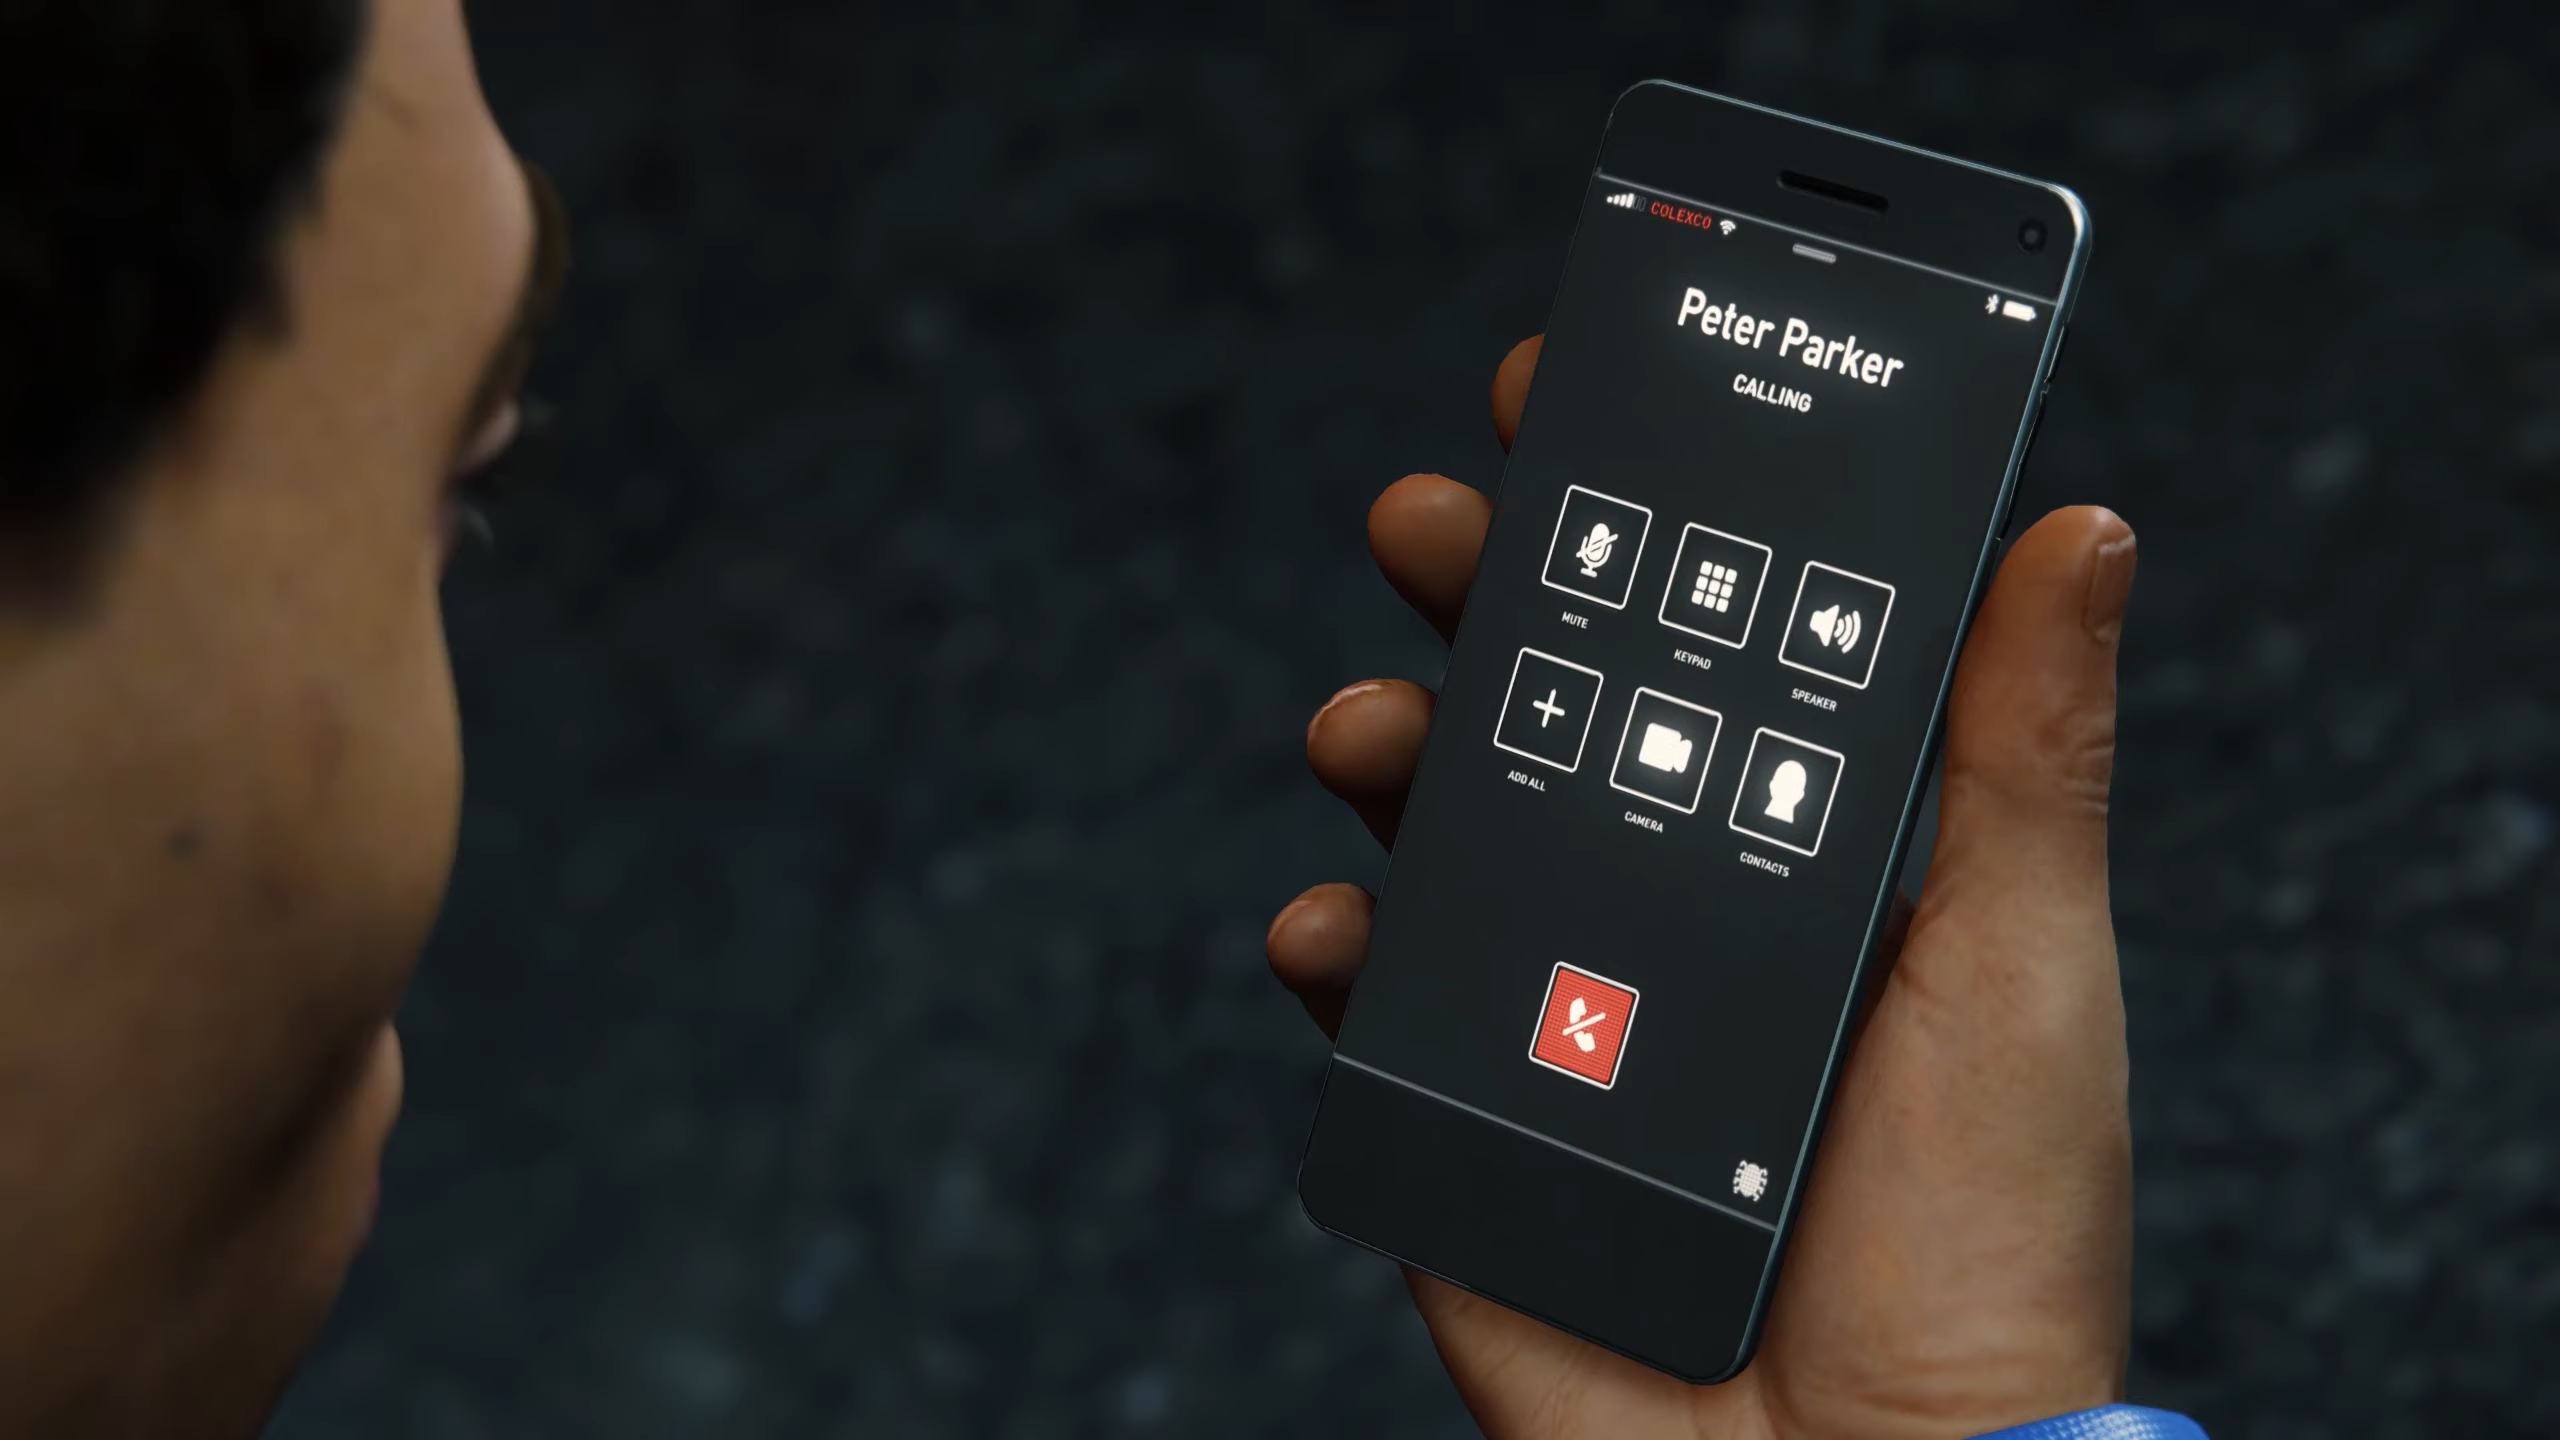 COLEXCO
Peter Parker
CALLING
MUTE
KEYPAD
SPEAKER
ADD ALL
CAMERA
CONTACTS